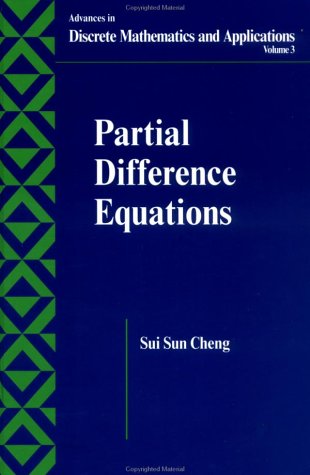 Advances in
Discrete Mathematics and Applications
Volume 3
Partial
Difference
Equations
Sui Sun Cheng